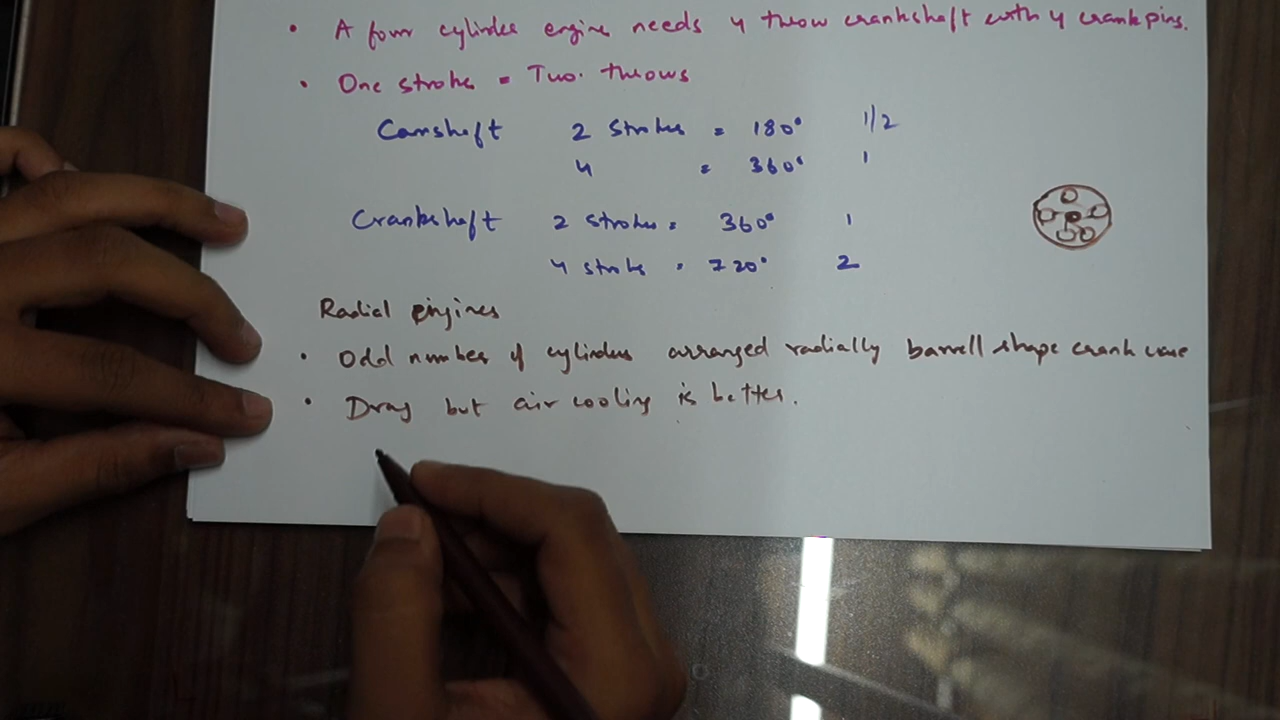 • A four cylinder engine needs 4 throw crankshaft with 4 crankpins.
• One stroke = Two throws
Camshaft 2 Strokes = 180° 1/2
4 = 360° 1
Crankshaft 2 strokes = 360° 1
4 stroke = 720° 2
Radial engines
• Odd number of cylinders arranged radially barrell shape crank case
• Drag but air cooling is better.